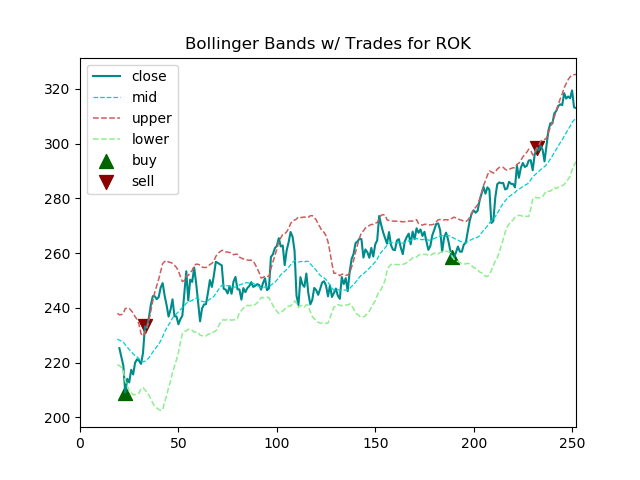 Bollinger Bands w/ Trades for ROK
close
mid
upper
lower
buy
sell
320
300
280
260
240
220
200
0 50 100 150 200 250